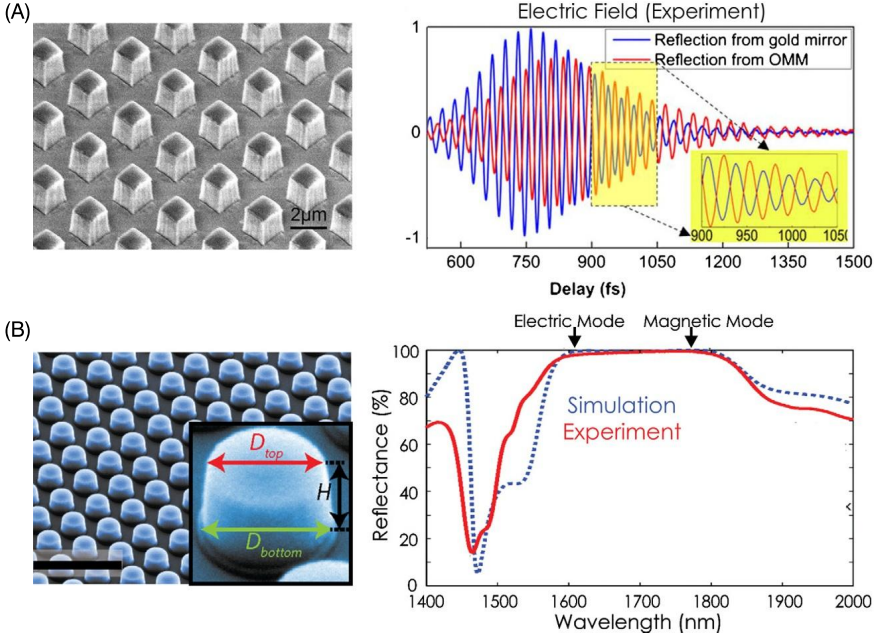 (A)
2μm
Electric Field (Experiment)
Reflection from gold mirror
Reflection from OMM
1
0
-1
900 950 1000 1050
600 750 900 1050 1200 1350 1500
Delay (fs)
(B)
D top
H
D bottom
Electric Mode Magnetic Mode
Simulation
Experiment
Reflectance (%)
100
80
60
40
20
0
1400 1500 1600 1700 1800 1900 2000
Wavelength (nm)